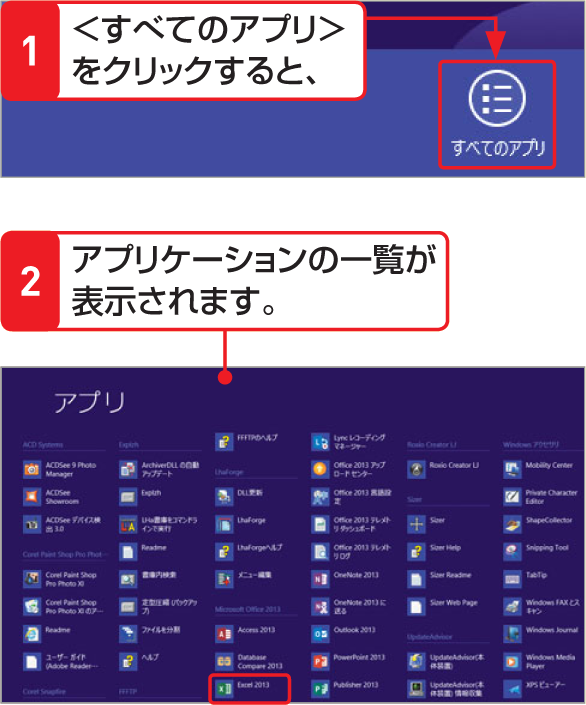 1
<すべてのアプリ>
をクリックすると、
すべてのアプリ
2
アプリケーションの一覧が
表示されます。
アプリ
ACD Systems
ACDSee 9 Photo
Manager
ACDSee
Showroom
ACDSee デバイス検
出 3.0
Corel Paint Shop Pro Phot…
Corel Paint Shop
Pro Photo XI
Corel Paint Shop
Pro Photo XI のア…
Readme
ユーザー ガイド
(Adobe Reader…
Corel Snapfire
Explzh
ArchiverDLL の自動
アップデート
Explzh
LHa書庫をコマンドラ
インで実行
Readme
書庫内検索
定型圧縮 (バックアッ
プ)
ファイルを分割
ヘルプ
FFFTP
FFFTPのヘルプ
LhaForge
DLL更新
LhaForge
LhaForgeヘルプ
メニュー編集
Microsoft Office 2013
Access 2013
Database
Compare 2013
Excel 2013
Lync レコーディング
マネージャー
Office 2013 アップ
ロード センター
Office 2013 言語設
定
Office 2013 テレメト
リ ダッシュボード
Office 2013 テレメト
リ ログ
OneNote 2013
OneNote 2013 に
送る
Outlook 2013
PowerPoint 2013
Publisher 2013
Roxio Creator LJ
Roxio Creator LJ
Sizer
Sizer
Sizer Help
Sizer Readme
Sizer Web Page
UpdateAdvisor
UpdateAdvisor(本
体装置)
UpdateAdvisor(本
体装置) 情報収集
Windows アクセサリ
Mobility Center
Private Character
Editor
ShapeCollector
Snipping Tool
TabTip
Windows FAX とス
キャン
Windows Journal
Windows Media
Player
XPS ビューアー